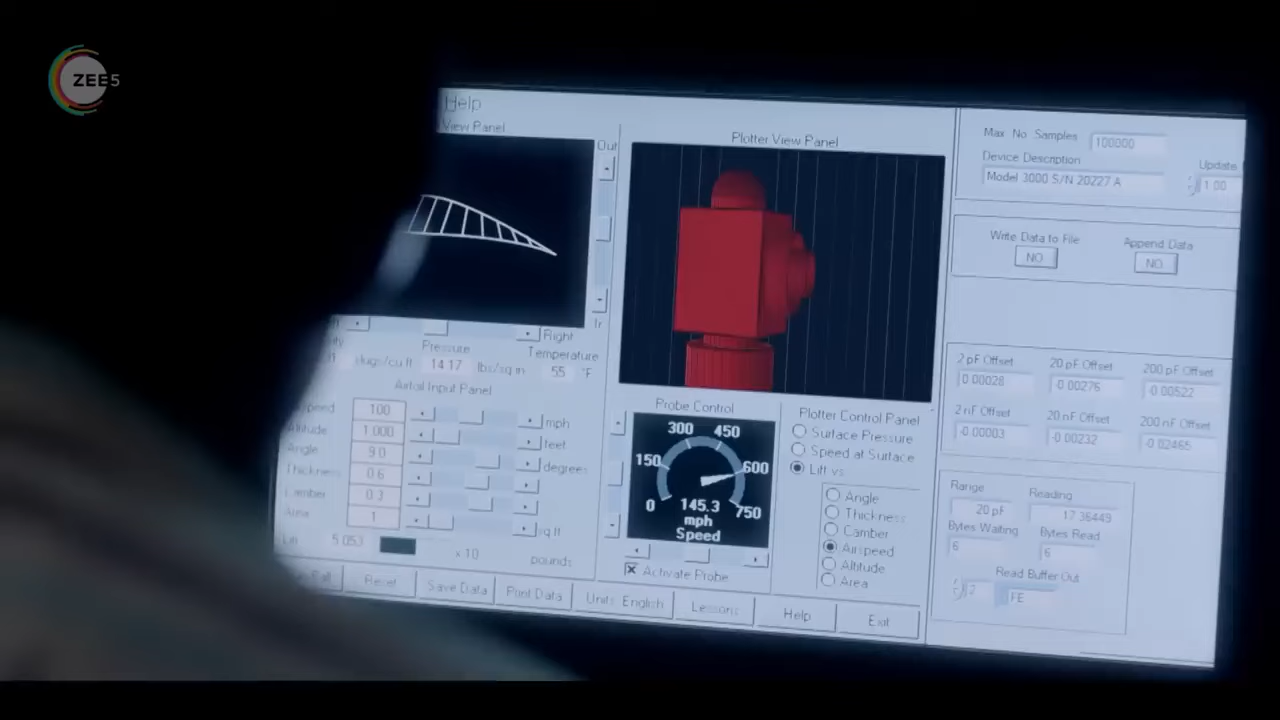 ZEE5
Help
View Panel
Out
Right
Pressure
slugs/cu ft 14.17 lbs/sq in
Temperature
55 °F
Airfoil Input Panel
100 mph
1.000 feet
Angle 9.0 degrees
Thickness 0.6
Camber 0.3
Area 1 sq ft
Lift 5.053 x 10 pounds
Reset
Save Data
Print Data
Units: English
Lessons
Help
Exit
Plotter View Panel
Probe Control
300 450
150 600
0 145.3 750
mph
Speed
Activate Probe
Plotter Control Panel
Surface Pressure
Speed at Surface
Lift vs
Angle
Thickness
Camber
Airspeed
Altitude
Area
Max No. Samples 100000
Device Description
Model 3000 S/N 20227 A
Update
1.00
Write Data to File
NO
Append Data
NO
2 pF Offset 20 pF Offset 200 pF Offset
0.00028 -0.00276 -0.00522
2 nF Offset 20 nF Offset 200 nF Offset
-0.00003 -0.00232 -0.02465
Range Reading
20 pF 17.36449
Bytes Waiting Bytes Read
6 6
Read Buffer Out
2 FE